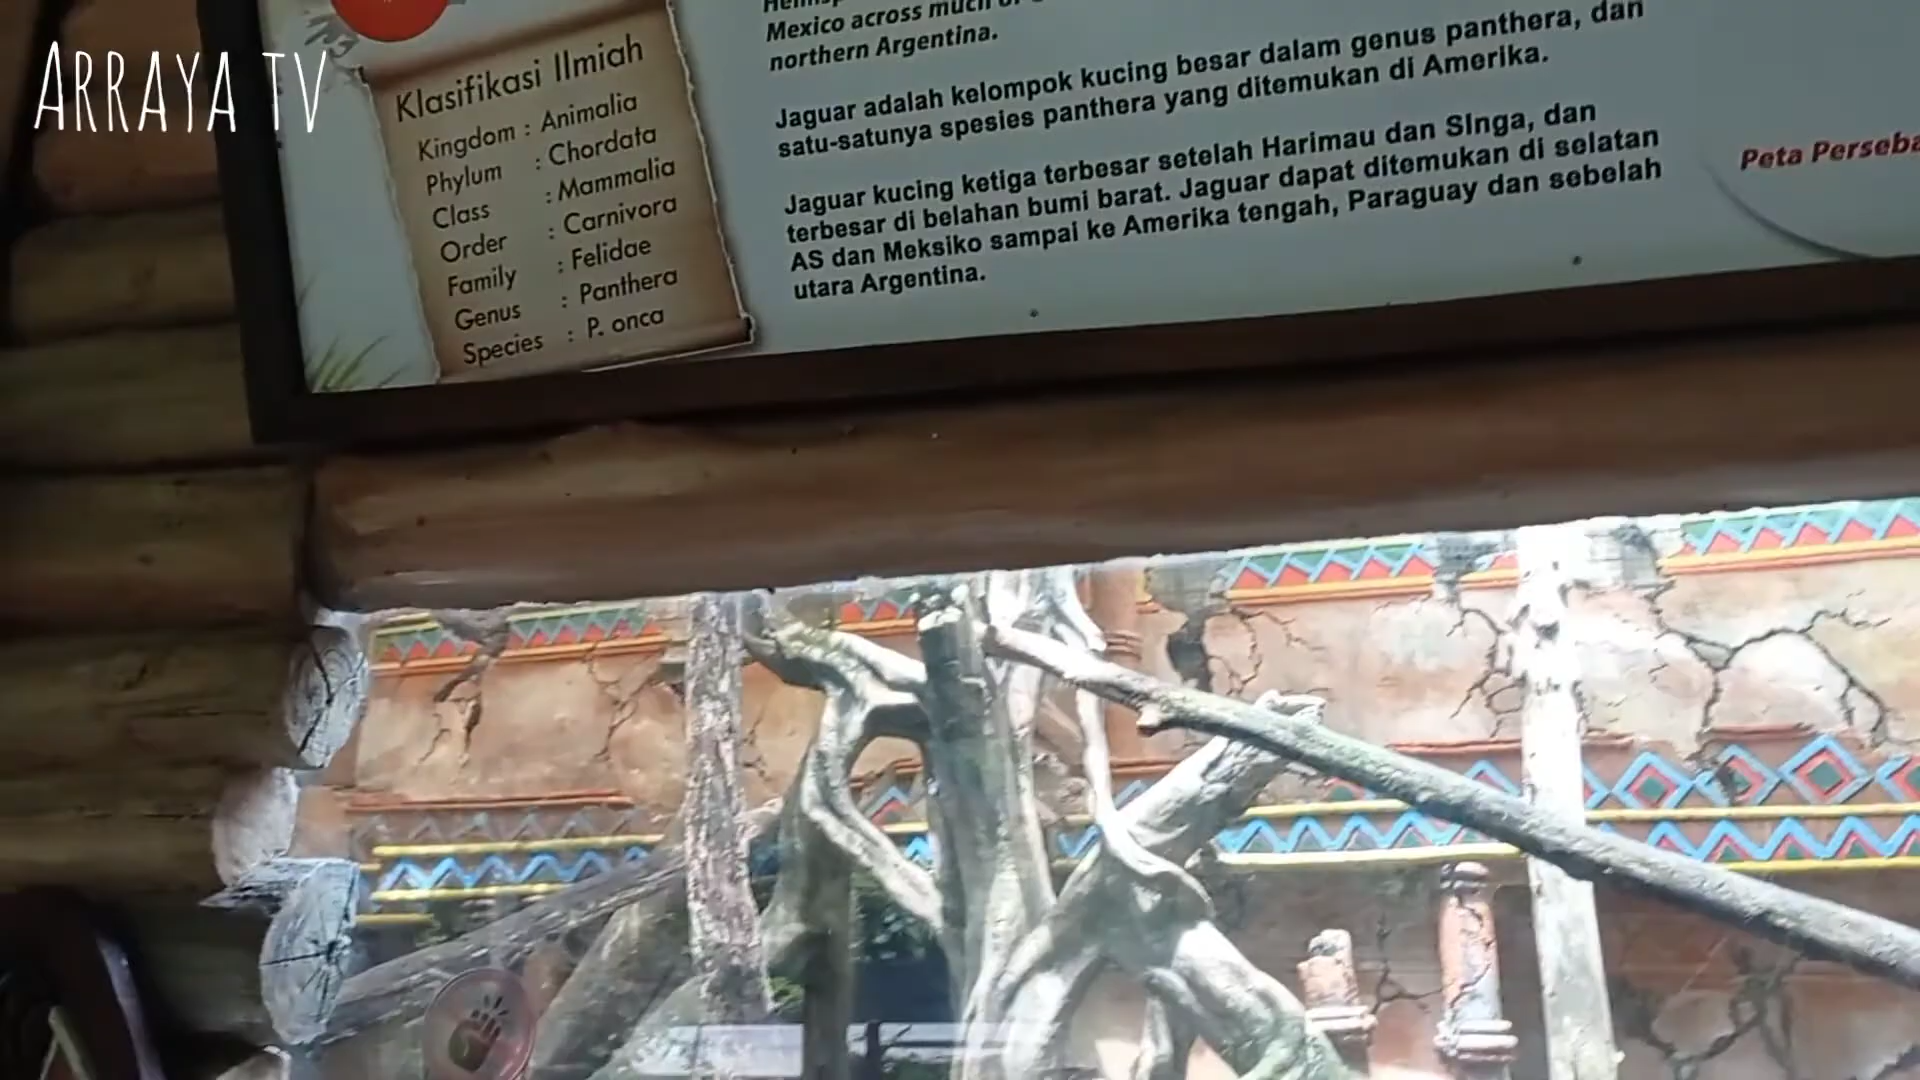 ARRAYA TV
Klasifikasi Ilmiah
Kingdom : Animalia
Phylum : Chordata
Class : Mammalia
Order : Carnivora
Family : Felidae
Genus : Panthera
Species : P. onca
Mexico across much of
northern Argentina.
Jaguar adalah kelompok kucing besar dalam genus panthera, dan
satu-satunya spesies panthera yang ditemukan di Amerika.
Jaguar kucing ketiga terbesar setelah Harimau dan SInga, dan
terbesar di belahan bumi barat. Jaguar dapat ditemukan di selatan
AS dan Meksiko sampai ke Amerika tengah, Paraguay dan sebelah
utara Argentina.
Peta